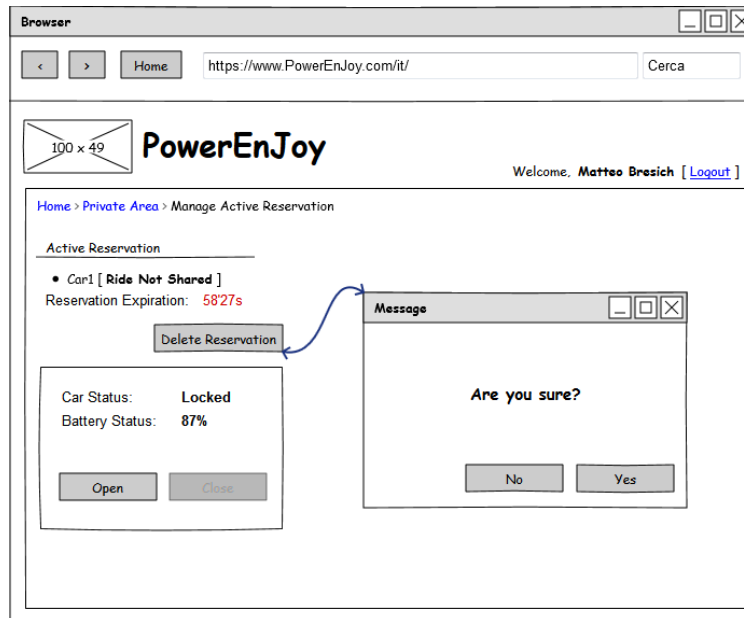 Browser
< > Home https://www.PowerEnJoy.com/it/ Cerca
100 x 49 PowerEnJoy
Welcome, Matteo Bresich [ Logout ]
Home > Private Area > Manage Active Reservation
Active Reservation
• Car1 [ Ride Not Shared ]
Reservation Expiration: 58'27s
Delete Reservation
Car Status: Locked
Battery Status: 87%
Open Close
Message
Are you sure?
No Yes